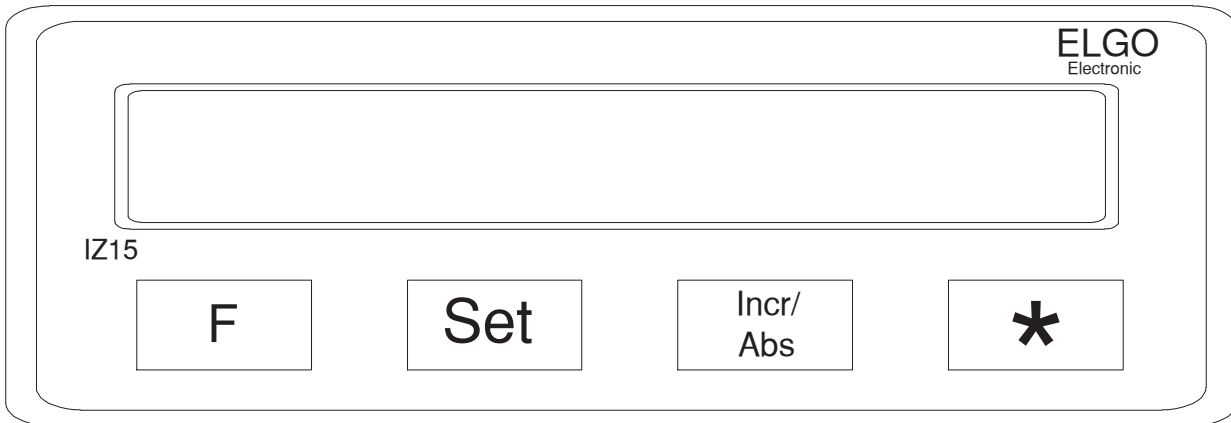 ELGO
Electronic
IZ15
F
Set
Incr/
Abs
*